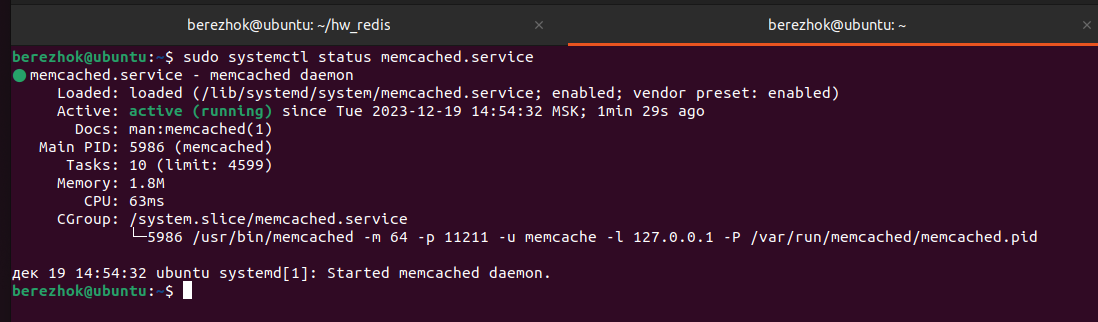 berezhok@ubuntu: ~/hw_redis × berezhok@ubuntu: ~ ×
berezhok@ubuntu:~$ sudo systemctl status memcached.service
● memcached.service - memcached daemon
     Loaded: loaded (/lib/systemd/system/memcached.service; enabled; vendor preset: enabled)
     Active: active (running) since Tue 2023-12-19 14:54:32 MSK; 1min 29s ago
       Docs: man:memcached(1)
   Main PID: 5986 (memcached)
      Tasks: 10 (limit: 4599)
     Memory: 1.8M
        CPU: 63ms
     CGroup: /system.slice/memcached.service
             └─5986 /usr/bin/memcached -m 64 -p 11211 -u memcache -l 127.0.0.1 -P /var/run/memcached/memcached.pid
дек 19 14:54:32 ubuntu systemd[1]: Started memcached daemon.
berezhok@ubuntu:~$